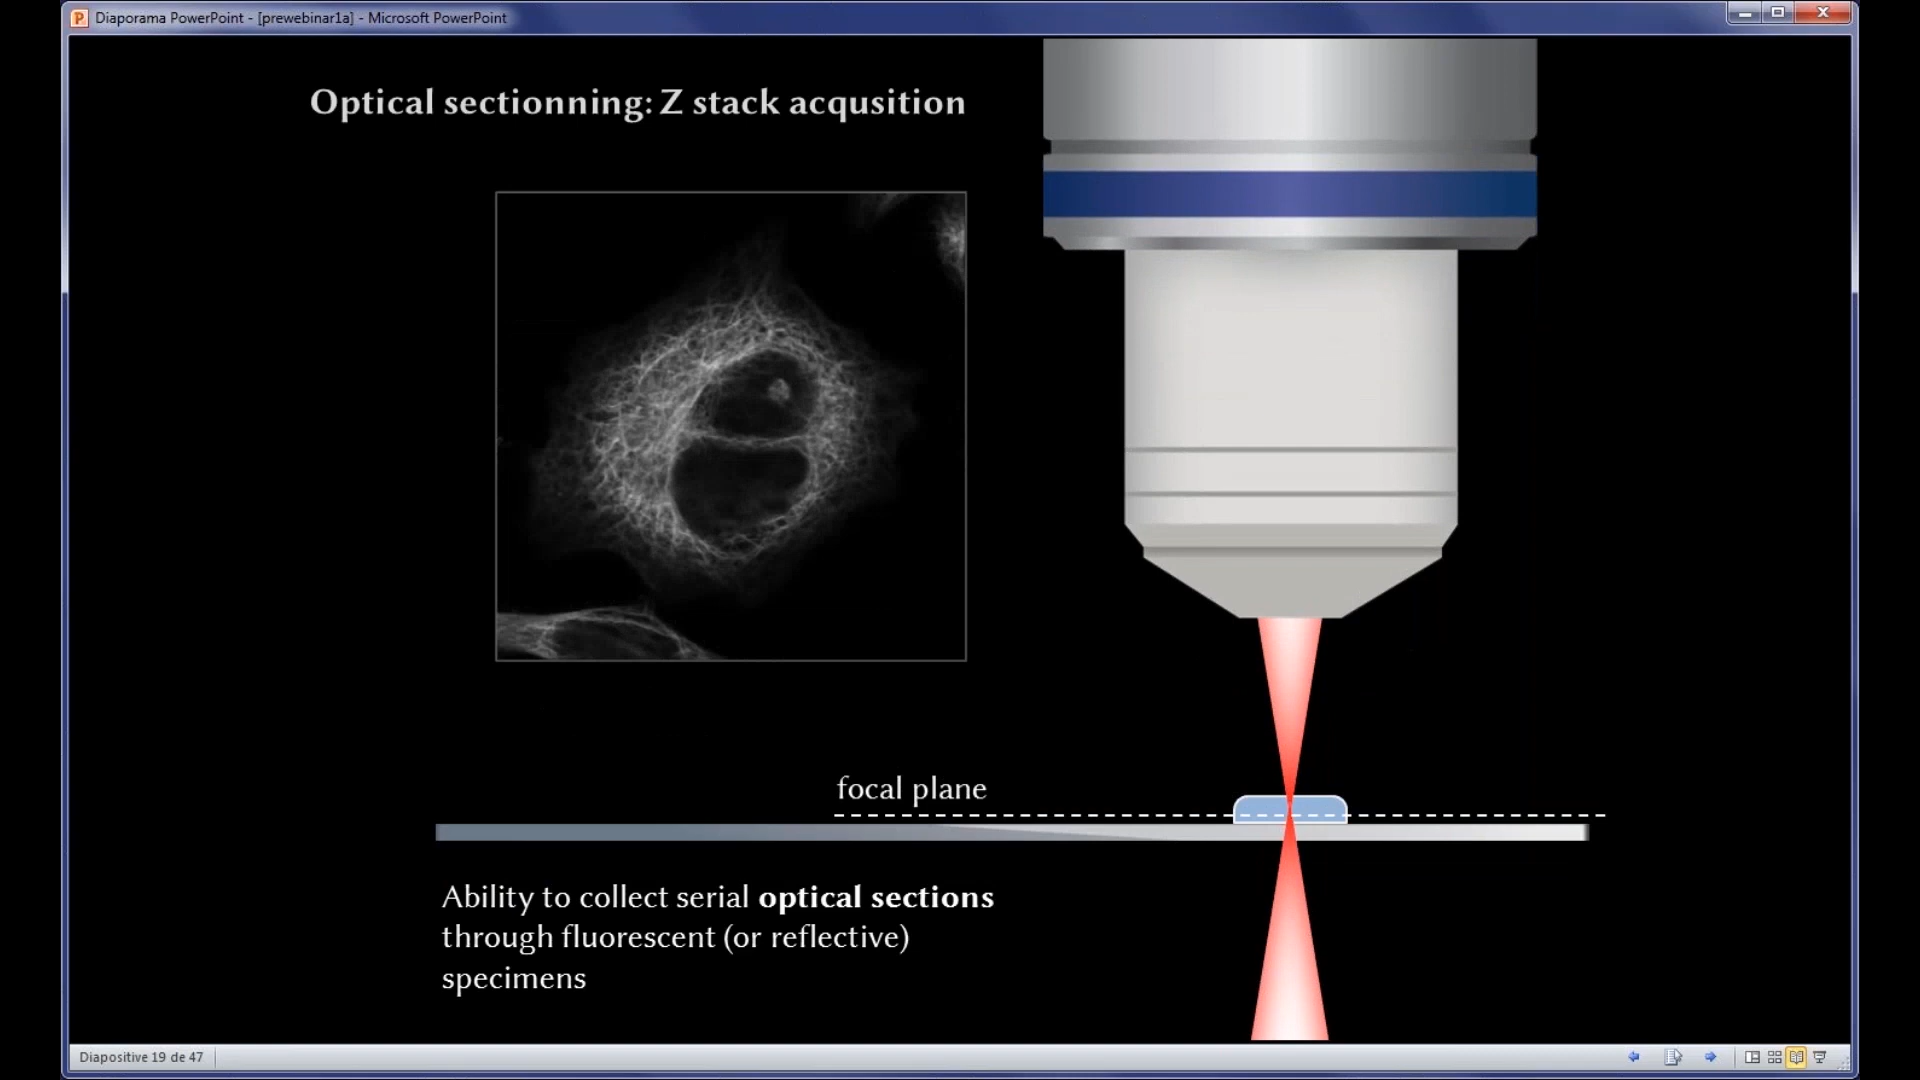 Diaporama PowerPoint - [prewebinar1a] - Microsoft PowerPoint
Optical sectionning: Z stack acqusition
focal plane
Ability to collect serial optical sections
through fluorescent (or reflective)
specimens
Diapositive 19 de 47